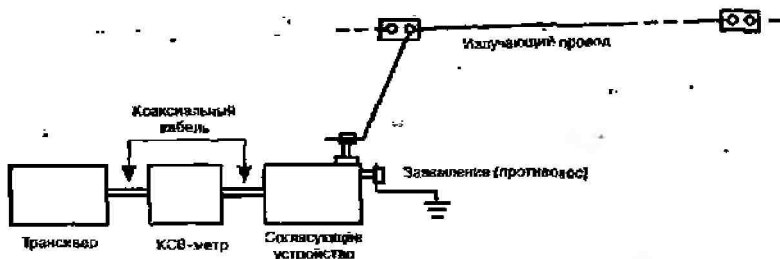 Излучающий провод
Коаксиальный
кабель
Заземление (противовес)
Трансивер
КСВ-метр
Согласующее
устройство